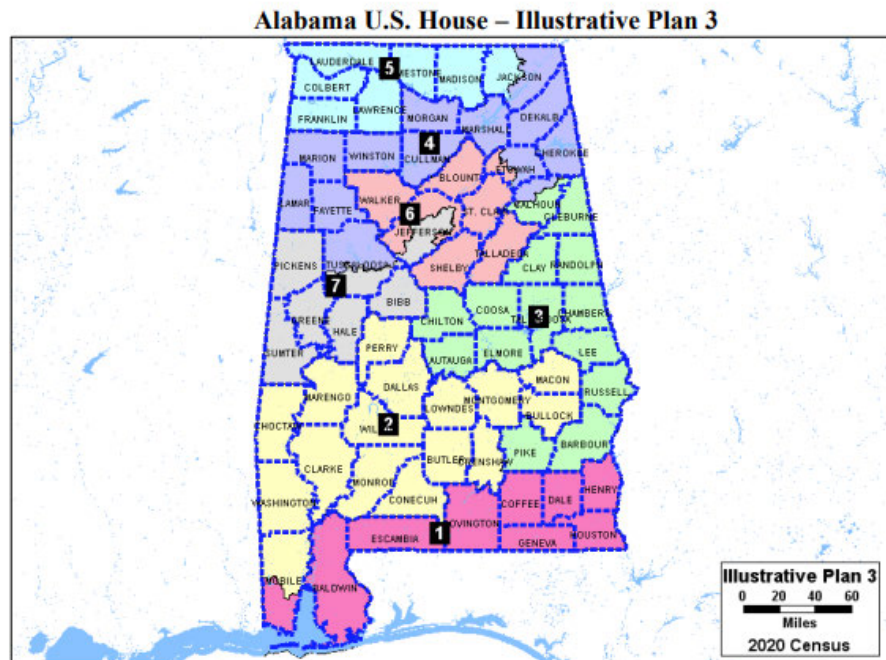 Alabama U.S. House – Illustrative Plan 3
LAUDERDALE
5
MESTONE
MADISON
JACKSON
COLBERT
LAWRENCE
FRANKLIN
MORGAN
MARSHAL
DEKALB
4
MARION
WINSTON
CULLMAN
CHEROKEE
BLOUNT
ETOWAH
LAMAR
FAYETTE
WALKER
6
ST. CLAI
CALHOUN
CLEBURNE
JEFFERSON
PICKENS
TUSCALOOSA
SHELBY
TALLADEGA
CLAY
RANDOLPH
7
BIBB
GREENE
HALE
CHILTON
COOSA
TALLAPOOSA
3
CHAMBERS
SUMTER
PERRY
AUTAUGA
ELMORE
LEE
DALLAS
MACON
MARENGO
LOWNDES
MONTGOMERY
RUSSELL
BULLOCK
CHOCTAW
WIL
2
CLARKE
BUTLER
CRENSHAW
PIKE
BARBOUR
MONROE
WASHINGTON
CONECUH
COFFEE
DALE
HENRY
1
ESCAMBIA
COVINGTON
GENEVA
HOUSTON
MOBILE
BALDWIN
Illustrative Plan 3
0 20 40 60
Miles
2020 Census